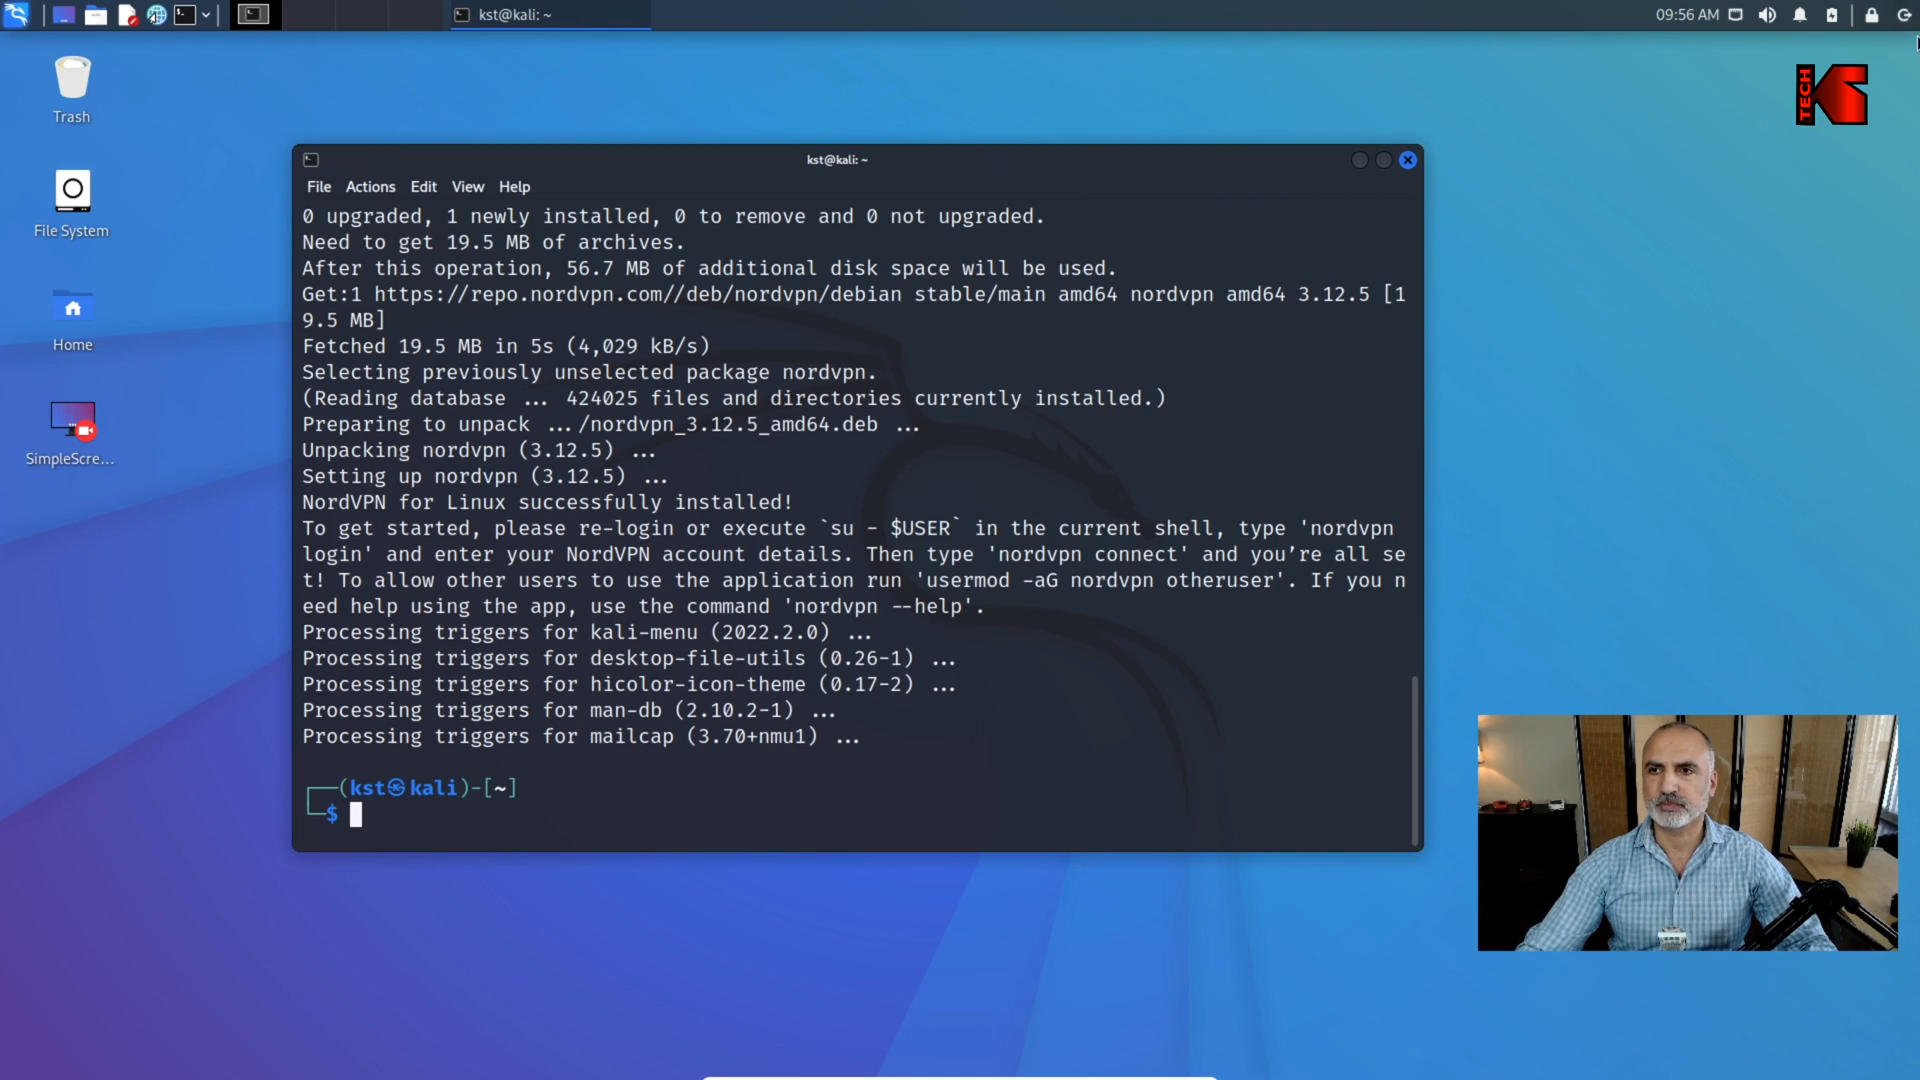 kst@kali: ~
09:56 AM
Trash
File System
Home
SimpleScre...
TECH
K
kst@kali: ~
File Actions Edit View Help
0 upgraded, 1 newly installed, 0 to remove and 0 not upgraded.
Need to get 19.5 MB of archives.
After this operation, 56.7 MB of additional disk space will be used.
Get:1 https://repo.nordvpn.com//deb/nordvpn/debian stable/main amd64 nordvpn amd64 3.12.5 [1
9.5 MB]
Fetched 19.5 MB in 5s (4,029 kB/s)
Selecting previously unselected package nordvpn.
(Reading database ... 424025 files and directories currently installed.)
Preparing to unpack .../nordvpn_3.12.5_amd64.deb ...
Unpacking nordvpn (3.12.5) ...
Setting up nordvpn (3.12.5) ...
NordVPN for Linux successfully installed!
To get started, please re-login or execute `su - $USER` in the current shell, type 'nordvpn
login' and enter your NordVPN account details. Then type 'nordvpn connect' and you’re all se
t! To allow other users to use the application run 'usermod -aG nordvpn otheruser'. If you n
eed help using the app, use the command 'nordvpn --help'.
Processing triggers for kali-menu (2022.2.0) ...
Processing triggers for desktop-file-utils (0.26-1) ...
Processing triggers for hicolor-icon-theme (0.17-2) ...
Processing triggers for man-db (2.10.2-1) ...
Processing triggers for mailcap (3.70+nmu1) ...
┌──(kst㉿kali)-[~]
└─$